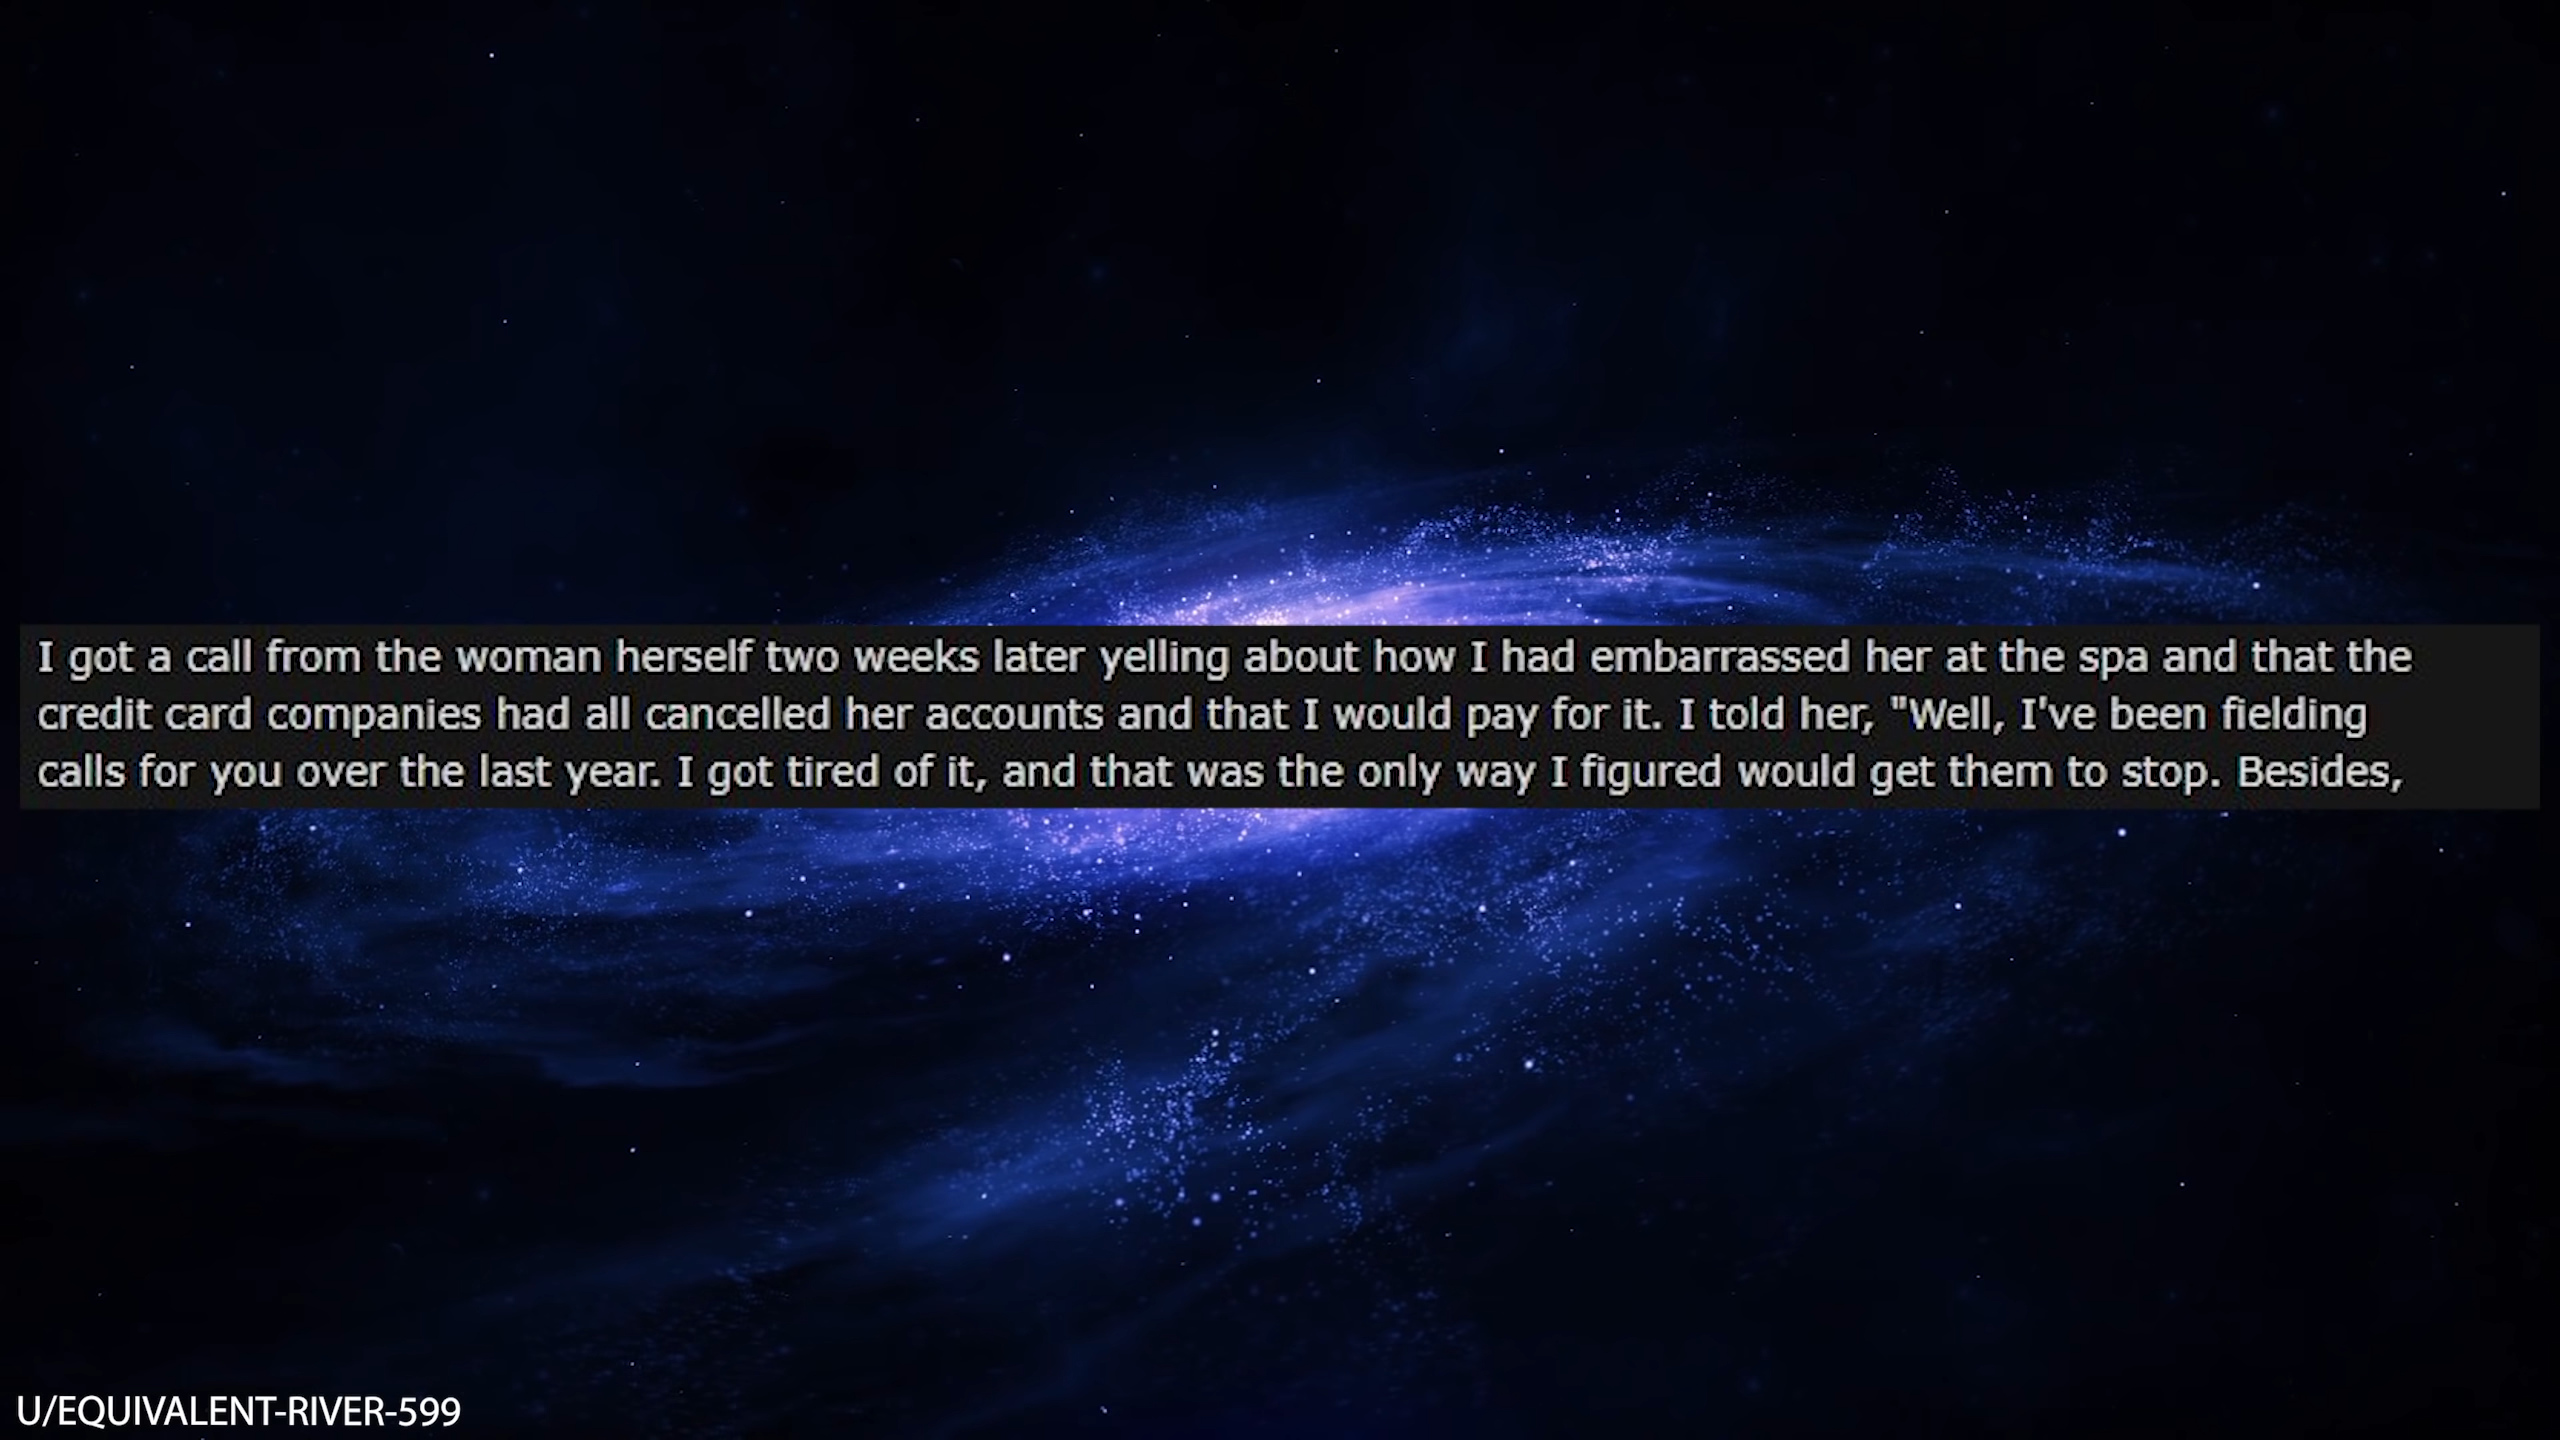 I got a call from the woman herself two weeks later yelling about how I had embarrassed her at the spa and that the
credit card companies had all cancelled her accounts and that I would pay for it. I told her, "Well, I've been fielding
calls for you over the last year. I got tired of it, and that was the only way I figured would get them to stop. Besides,
U/EQUIVALENT-RIVER-599